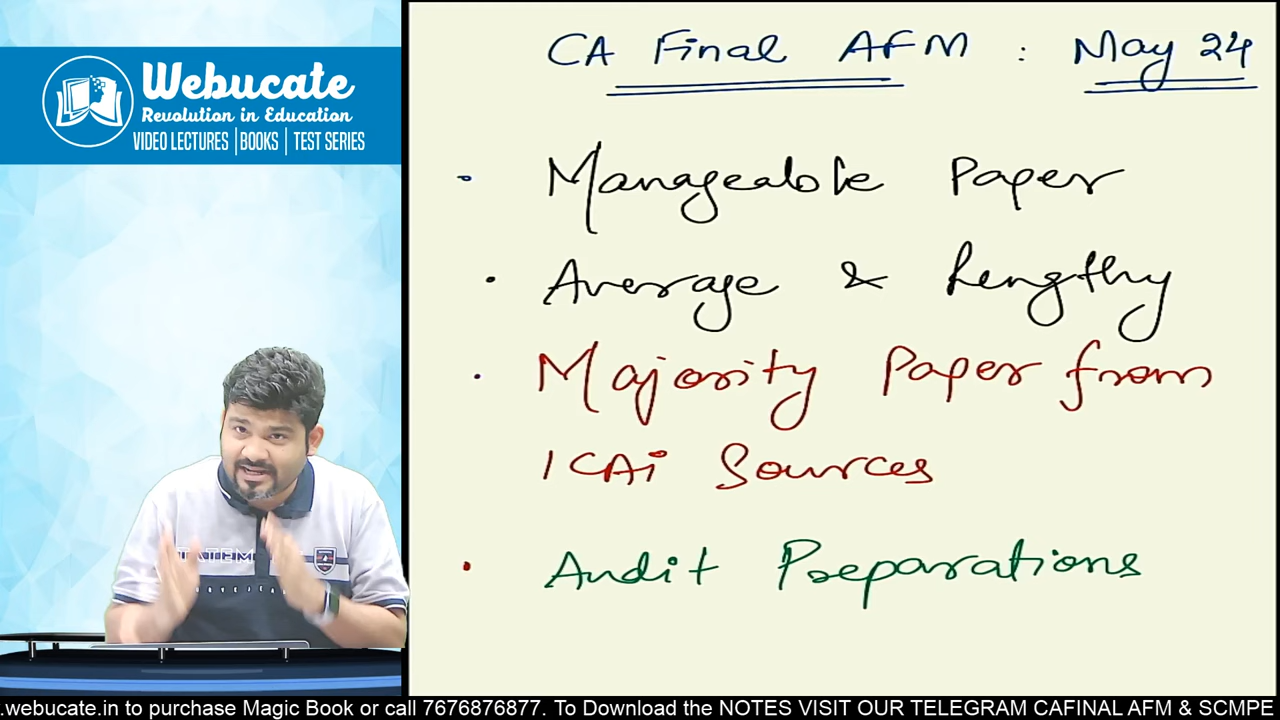 Webucate
Revolution in Education
VIDEO LECTURES | BOOKS | TEST SERIES
CA Final AFM : May 24
• Manageable Paper
• Average & Lengthy
• Majority Paper from
ICAi Sources
• Audit Preparations
.webucate.in to purchase Magic Book or call 7676876877. To Download the NOTES VISIT OUR TELEGRAM CAFINAL AFM & SCMPE